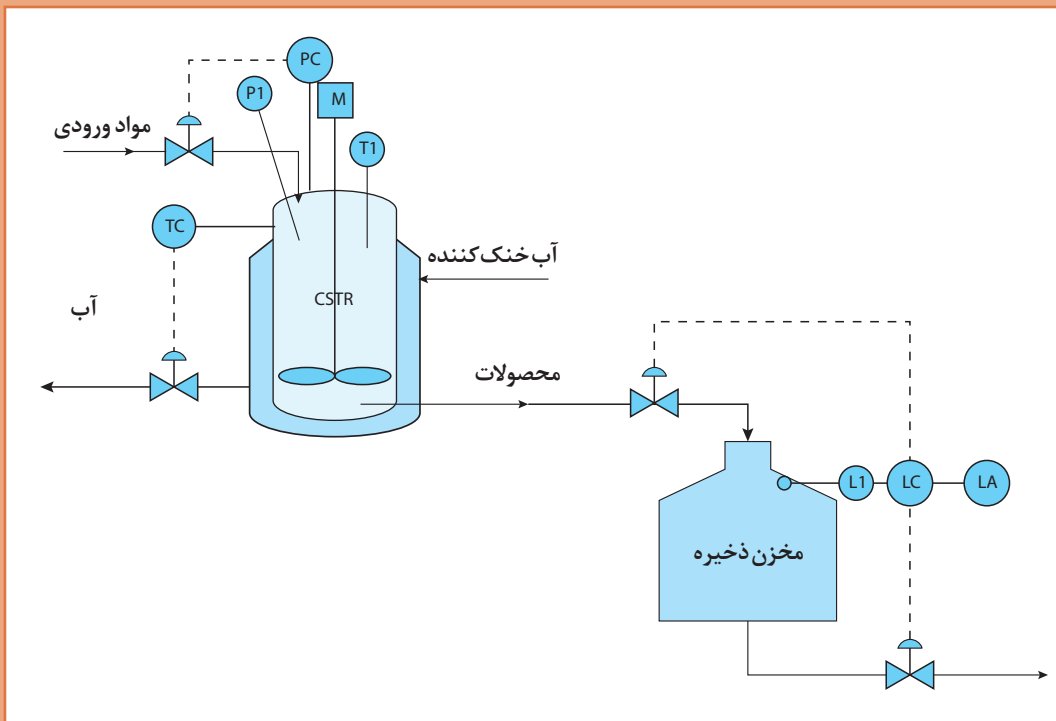 PC
P1
M
مواد ورودی
T1
TC
آب خنک‌کننده
CSTR
آب
محصولات
L1
LC
LA
مخزن ذخیره